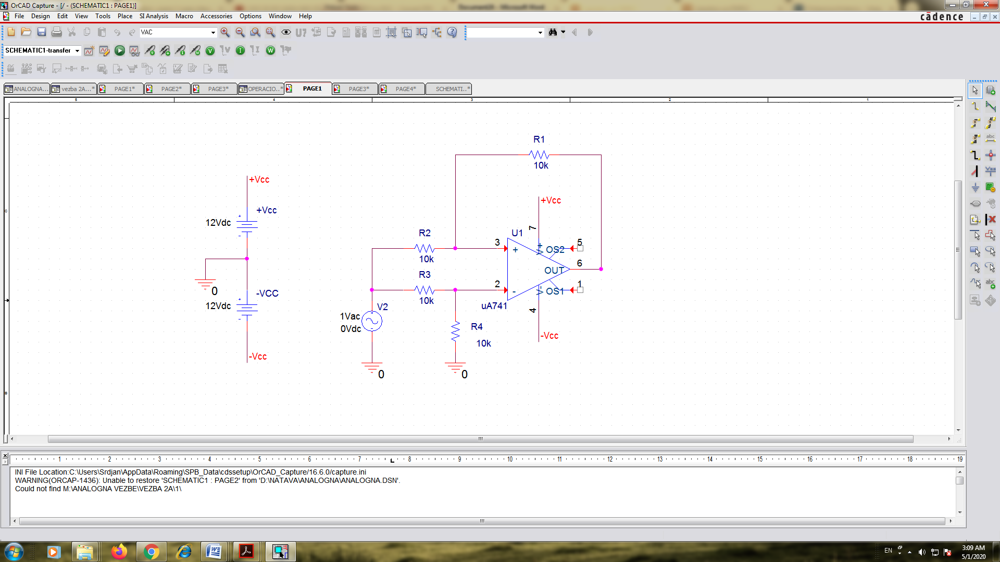 OrCAD Capture - [/ - (SCHEMATIC1 : PAGE1)]
File Design Edit View Tools Place SI Analysis Macro Accessories Options Window Help
cādence
VAC
SCHEMATIC1-transfer
ANALOGNA... vezba 2A...* PAGE1* PAGE2* PAGE3* OPERACIO..* PAGE1 PAGE3* PAGE4* SCHEMATI..*
5 4 3 2 1
R1
10k
+Vcc
+Vcc
12Vdc
0
-VCC
12Vdc
-Vcc
+Vcc
R2
10k
R3
10k
U1
7
3
+
V+
OS2
5
OUT
6
2
-
V-
OS1
1
uA741
4
-Vcc
V2
1Vac
0Vdc
R4
10k
0
0
C
B
1 2 3 4 5 6 7 8 9 10 11 12 13 14 15 16 17 18 19
INI File Location:C:\Users\Srdjan\AppData\Roaming\SPB_Data\cdssetup\OrCAD_Capture/16.6.0/capture.ini
WARNING(ORCAP-1436): Unable to restore 'SCHEMATIC1 : PAGE2' from 'D:\NATAVA\ANALOGNA\ANALOGNA.DSN'.
Could not find M:\ANALOGNA VEZBE\VEZBA 2A\1\
EN
3:09 AM
5/1/2020